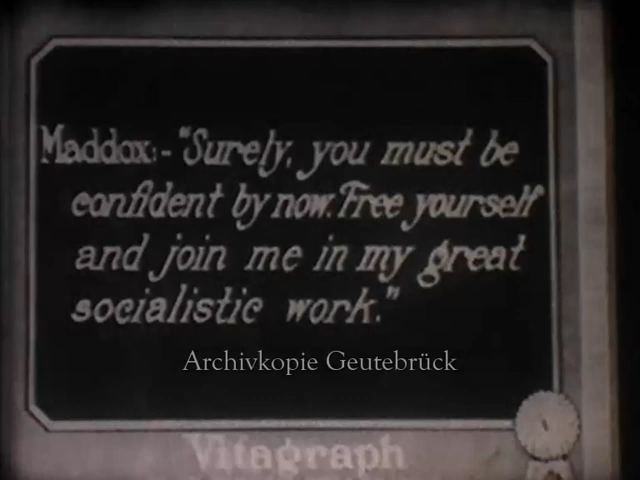 Maddox:- "Surely, you must be
confident by now. Free yourself
and join me in my great
socialistic work."
Archivkopie Geutebrück
Vitagraph